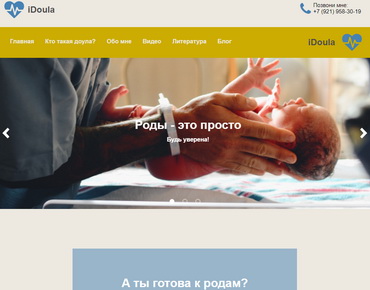 iDoula
Позвони мне:
+7 (921) 958-30-19
Главная Кто такая доула? Обо мне Видео Литература Блог
iDoula
Роды - это просто
Будь уверена!
А ты готова к родам?